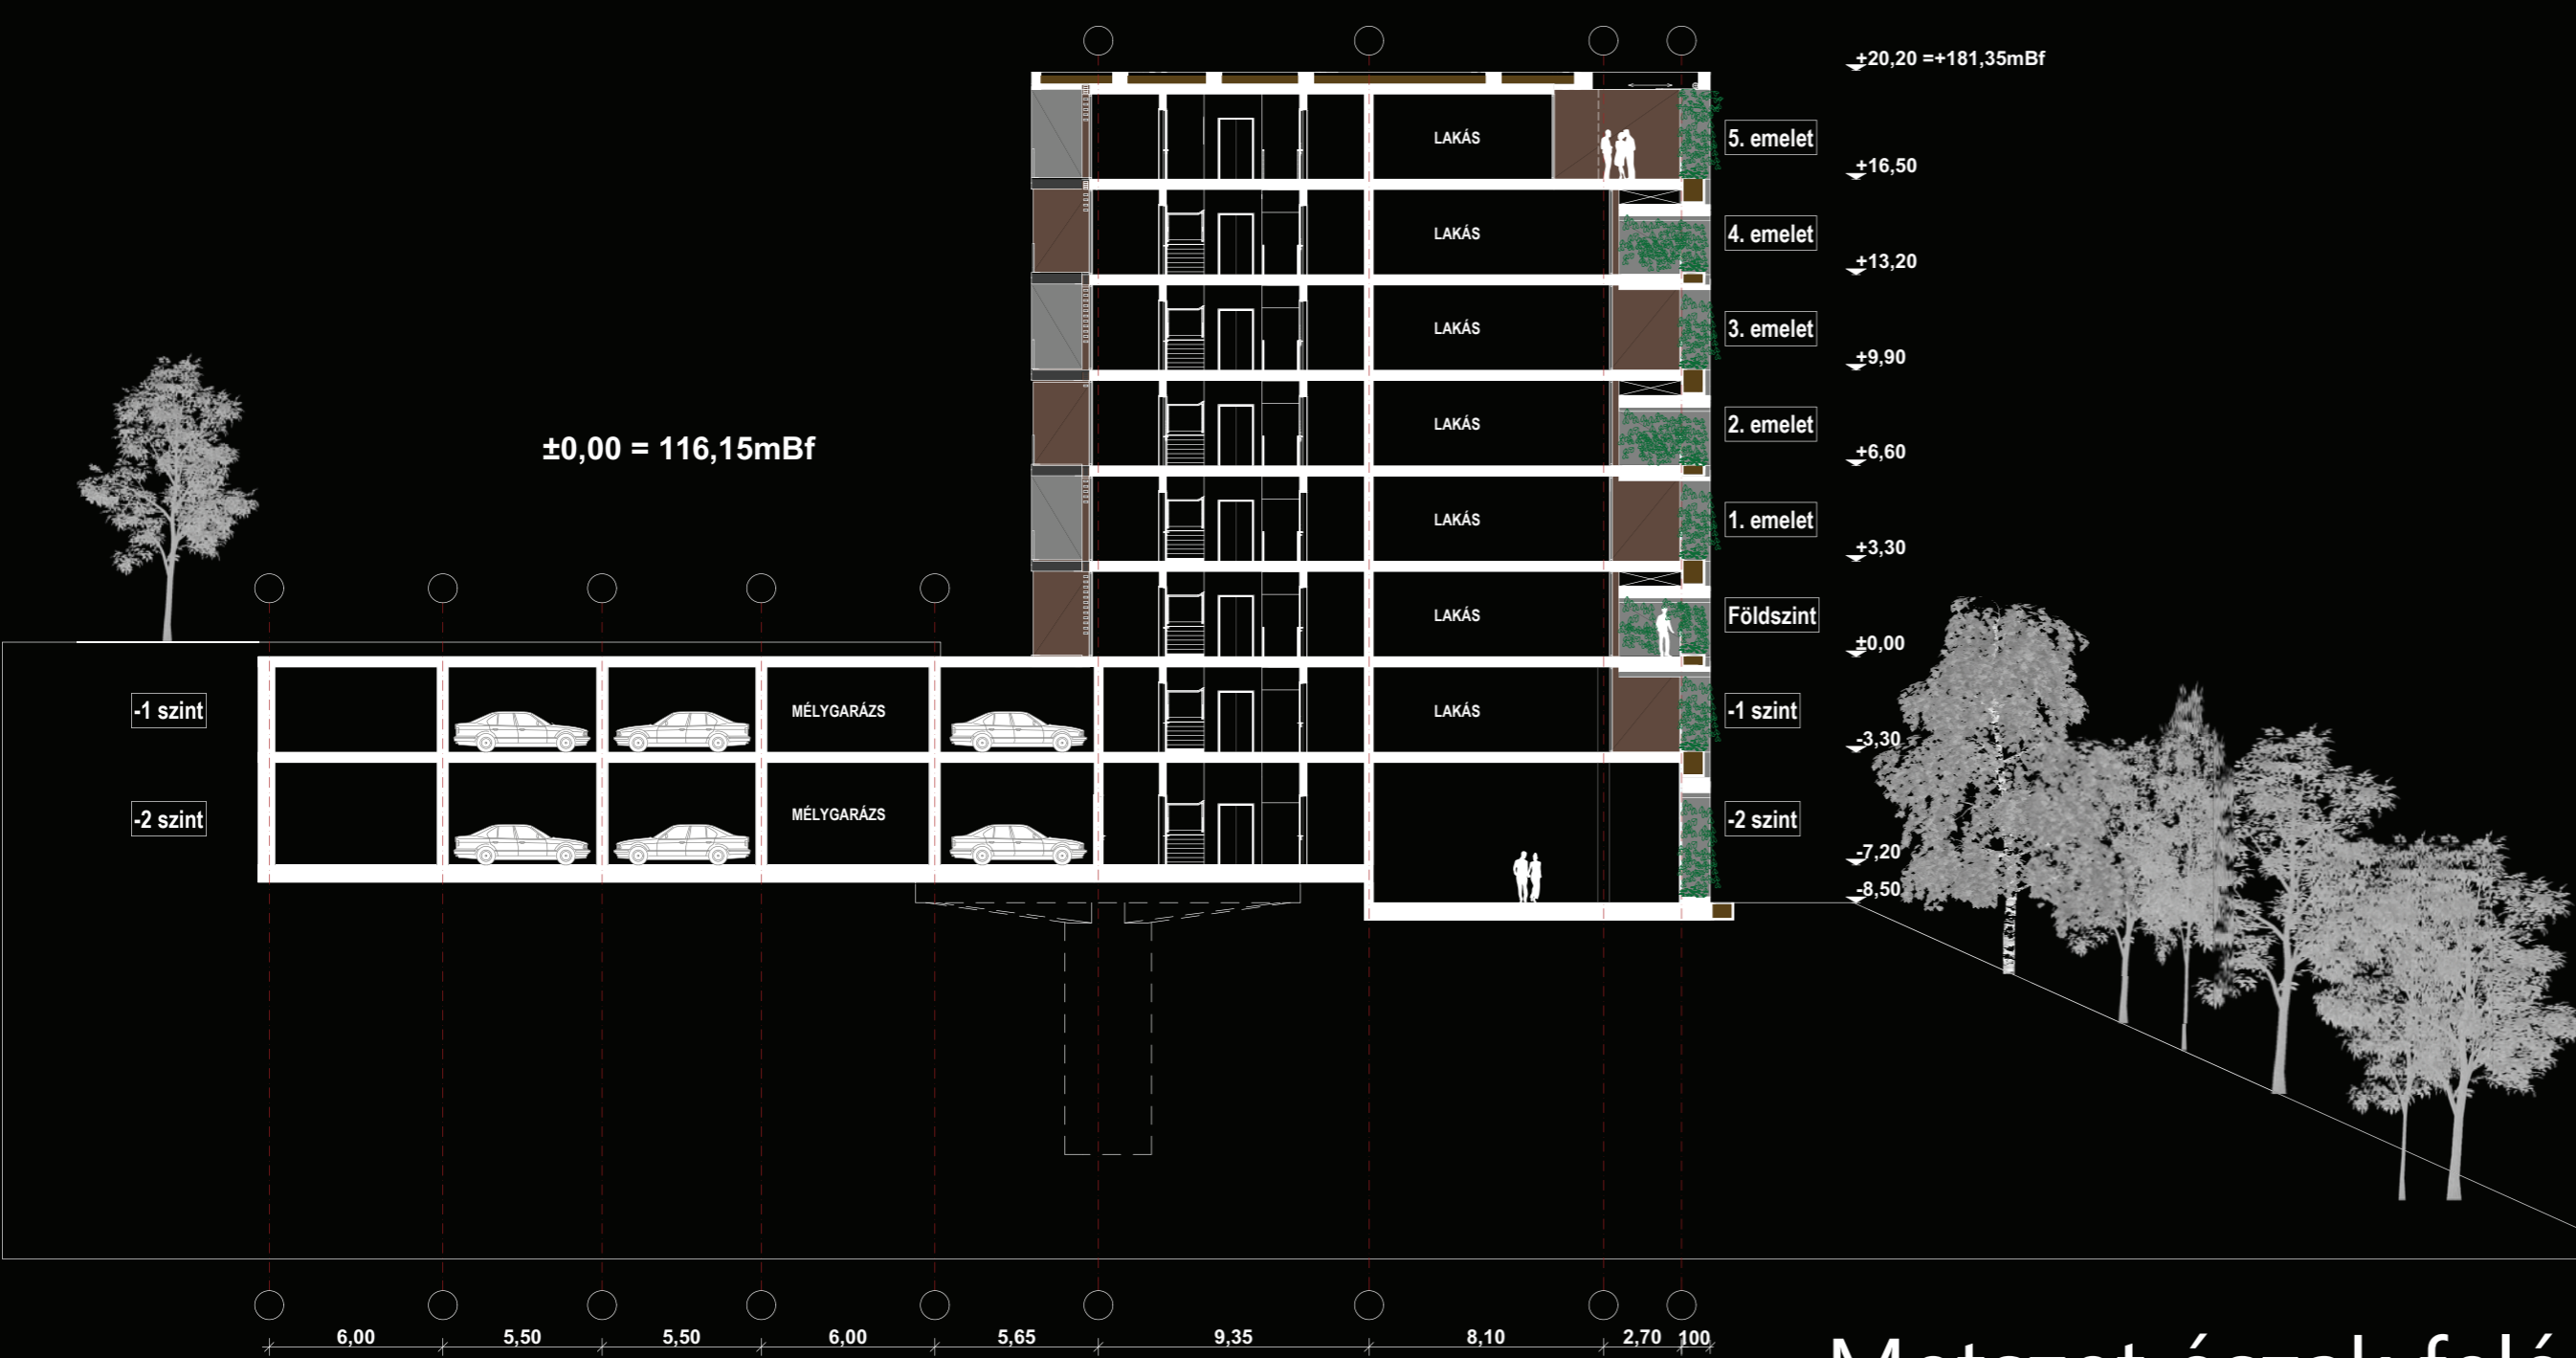 +20,20 =+181,35mBf
LAKÁS
5. emelet
+16,50
LAKÁS
4. emelet
+13,20
LAKÁS
3. emelet
+9,90
±0,00 = 116,15mBf
LAKÁS
2. emelet
+6,60
LAKÁS
1. emelet
+3,30
LAKÁS
Földszint
±0,00
-1 szint
MÉLYGARÁZS
LAKÁS
-1 szint
-3,30
-2 szint
MÉLYGARÁZS
-2 szint
-7,20
-8,50
6,00 5,50 5,50 6,00 5,65 9,35 8,10 2,70 100
Metszet észak felő